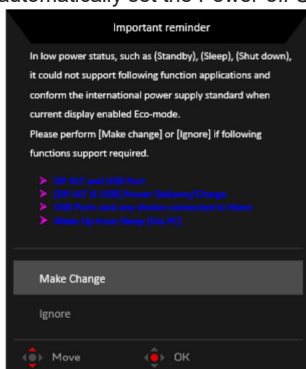 automatically set the Power off S
Important reminder
In low power status, such as (Standby), (Sleep), (Shut down),
it could not support following function applications and
conform the international power supply standard when
current display enabled Eco-mode.
Please perform [Make change] or [Ignore] if following
functions support required.
DP ALT and USB Port
(DP ALT & USB) Power Delivery/Charge
USB Ports and any device connected to them
Wake Up from Sleep (Via PC)
Make Change
Ignore
Move OK